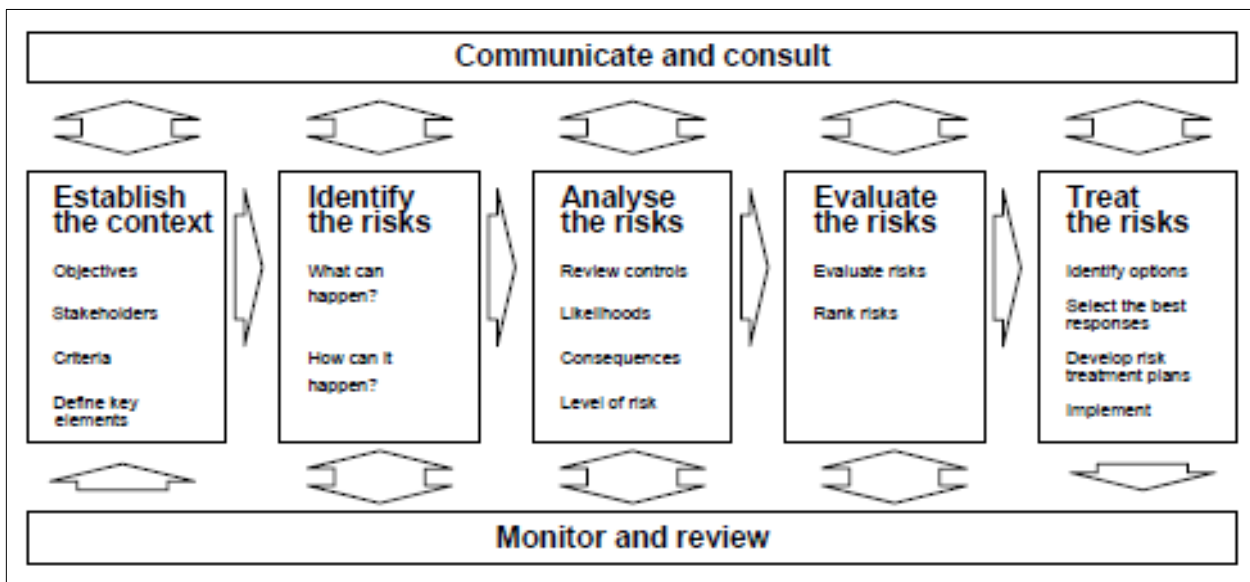 Communicate and consult
Establish
the context
Objectives
Stakeholders
Criteria
Define key
elements
Identify
the risks
What can
happen?
How can it
happen?
Analyse
the risks
Review controls
Likelihoods
Consequences
Level of risk
Evaluate
the risks
Evaluate risks
Rank risks
Treat
the risks
Identify options
Select the best
responses
Develop risk
treatment plans
Implement
Monitor and review